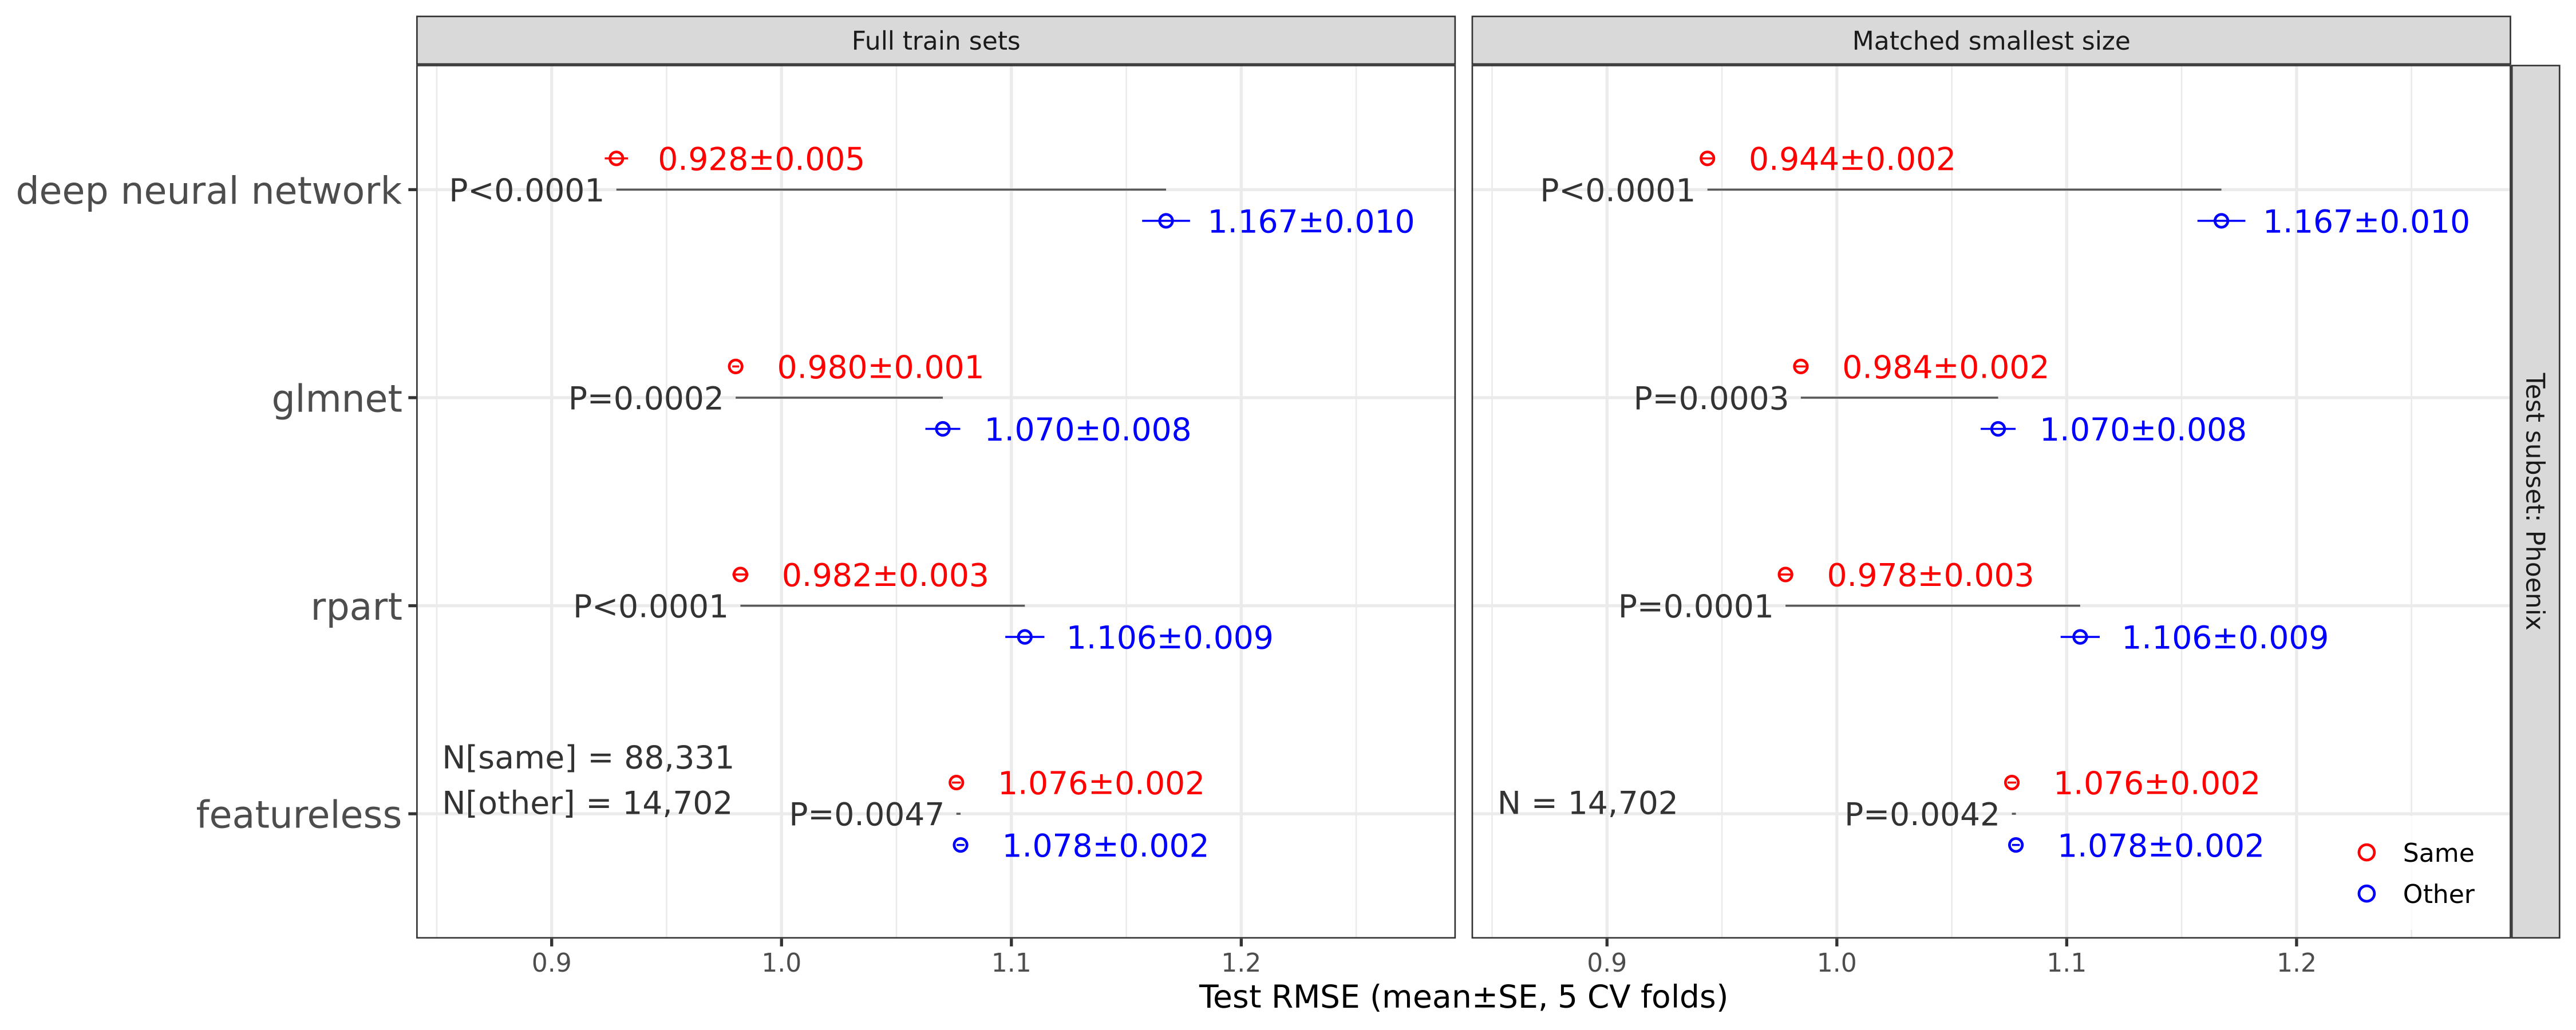 Full train sets
Matched smallest size
deep neural network
0.928±0.005
P<0.0001
1.167±0.010
0.944±0.002
P<0.0001
1.167±0.010
glmnet
0.980±0.001
P=0.0002
1.070±0.008
0.984±0.002
P=0.0003
1.070±0.008
rpart
0.982±0.003
P<0.0001
1.106±0.009
0.978±0.003
P=0.0001
1.106±0.009
featureless
N[same] = 88,331
N[other] = 14,702
1.076±0.002
P=0.0047
1.078±0.002
N = 14,702
1.076±0.002
P=0.0042
1.078±0.002
Same
Other
Test subset: Phoenix
0.9 1.0 1.1 1.2
0.9 1.0 1.1 1.2
Test RMSE (mean±SE, 5 CV folds)